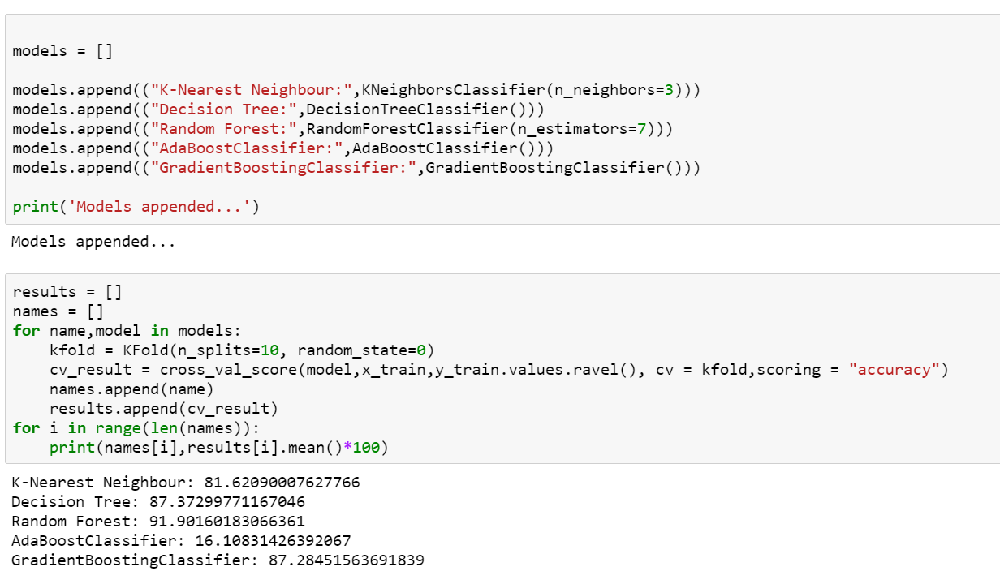 models = []
models.append(("K-Nearest Neighbour:",KNeighborsClassifier(n_neighbors=3)))
models.append(("Decision Tree:",DecisionTreeClassifier()))
models.append(("Random Forest:",RandomForestClassifier(n_estimators=7)))
models.append(("AdaBoostClassifier:",AdaBoostClassifier()))
models.append(("GradientBoostingClassifier:",GradientBoostingClassifier()))
print('Models appended...')
Models appended...
results = []
names = []
for name,model in models:
    kfold = KFold(n_splits=10, random_state=0)
    cv_result = cross_val_score(model,x_train,y_train.values.ravel(), cv = kfold,scoring = "accuracy")
    names.append(name)
    results.append(cv_result)
for i in range(len(names)):
    print(names[i],results[i].mean()*100)
K-Nearest Neighbour: 81.62090007627766
Decision Tree: 87.37299771167046
Random Forest: 91.90160183066361
AdaBoostClassifier: 16.10831426392067
GradientBoostingClassifier: 87.28451563691839